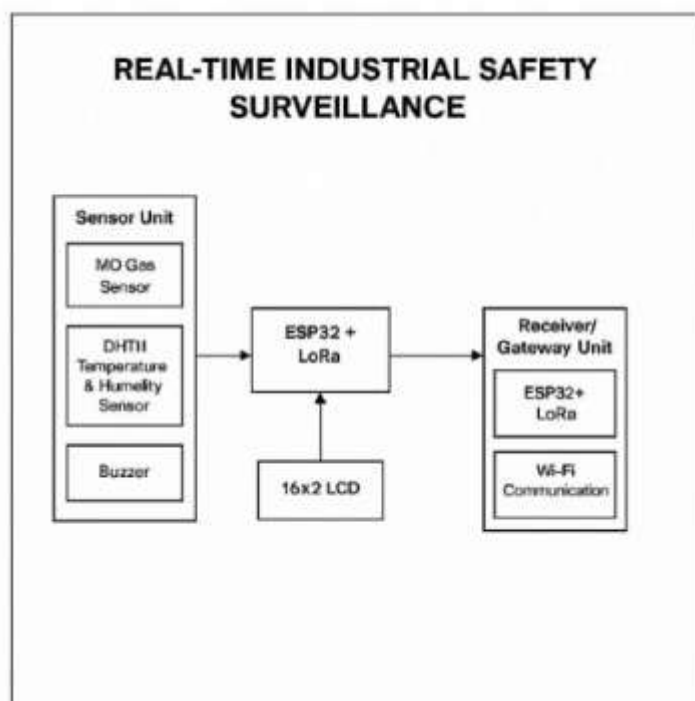 REAL-TIME INDUSTRIAL SAFETY
SURVEILLANCE
Sensor Unit
MO Gas
Sensor
DHTIII
Temperature
& Humelity
Sensor
Buzzer
ESP32 +
LoRa
16x2 LCD
Receiver/
Gateway Unit
ESP32+
LoRa
Wi-Fi
Communication